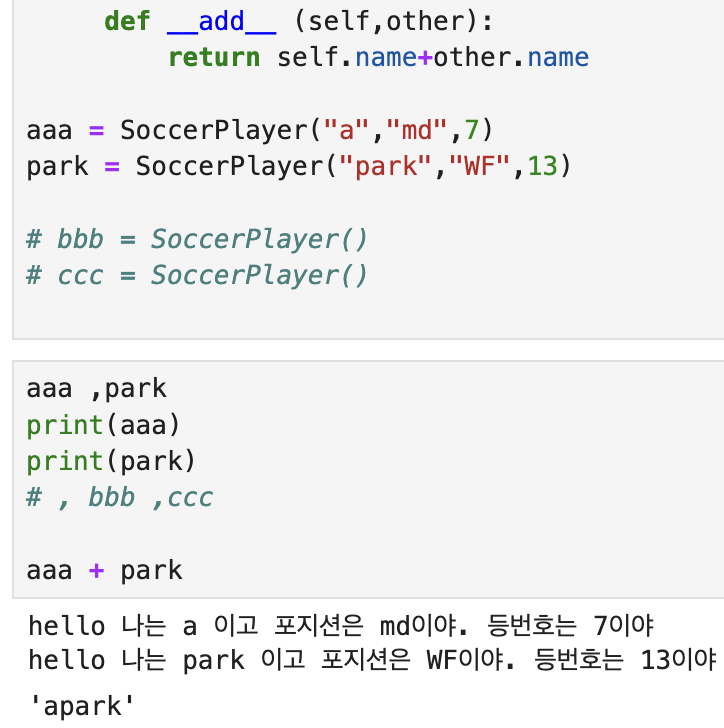 def __add__ (self,other):
return self.name+other.name
aaa = SoccerPlayer("a","md",7)
park = SoccerPlayer("park","WF",13)
# bbb = SoccerPlayer()
# ccc = SoccerPlayer()
aaa ,park
print(aaa)
print(park)
# , bbb ,ccc
aaa + park
hello 나는 a 이고 포지션은 md이야. 등번호는 7이야
hello 나는 park 이고 포지션은 WF이야. 등번호는 13이야
'apark'